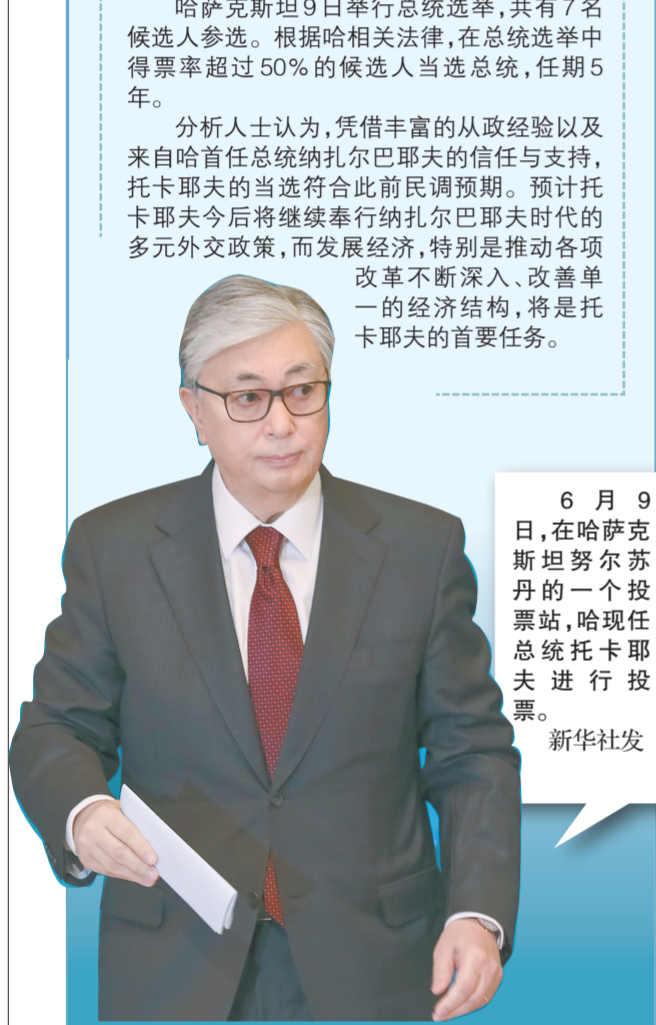 哈萨克斯坦9日举行总统选举,共有7名
候选人参选。根据哈相关法律,在总统选举中
得票率超过50%的候选人当选总统,任期5
年。
分析人士认为,凭借丰富的从政经验以及
来自哈首任总统纳扎尔巴耶夫的信任与支持,
托卡耶夫的当选符合此前民调预期。预计托
卡耶夫今后将继续奉行纳扎尔巴耶夫时代的
多元外交政策,而发展经济,特别是推动各项
改革不断深入、改善单
一的经济结构,将是托
卡耶夫的首要任务。
6月9
日,在哈萨克
斯坦努尔苏
丹的一个投
票站,哈现任
总统托卡耶
夫进行投
票。
新华社发